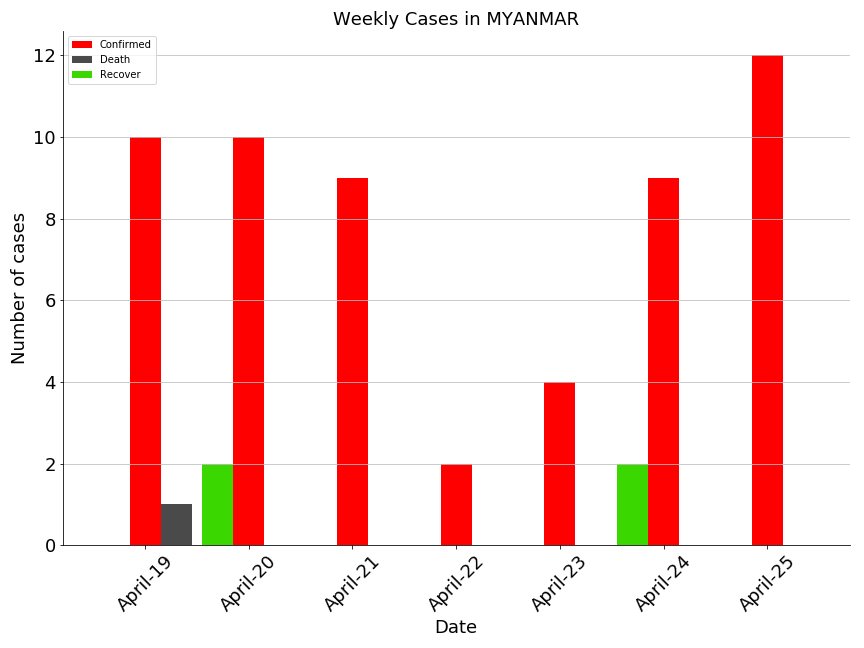 Weekly Cases in MYANMAR
Confirmed
Death
Recover
Number of cases
12
10
8
6
4
2
0
April-19
April-20
April-21
April-22
April-23
April-24
April-25
Date